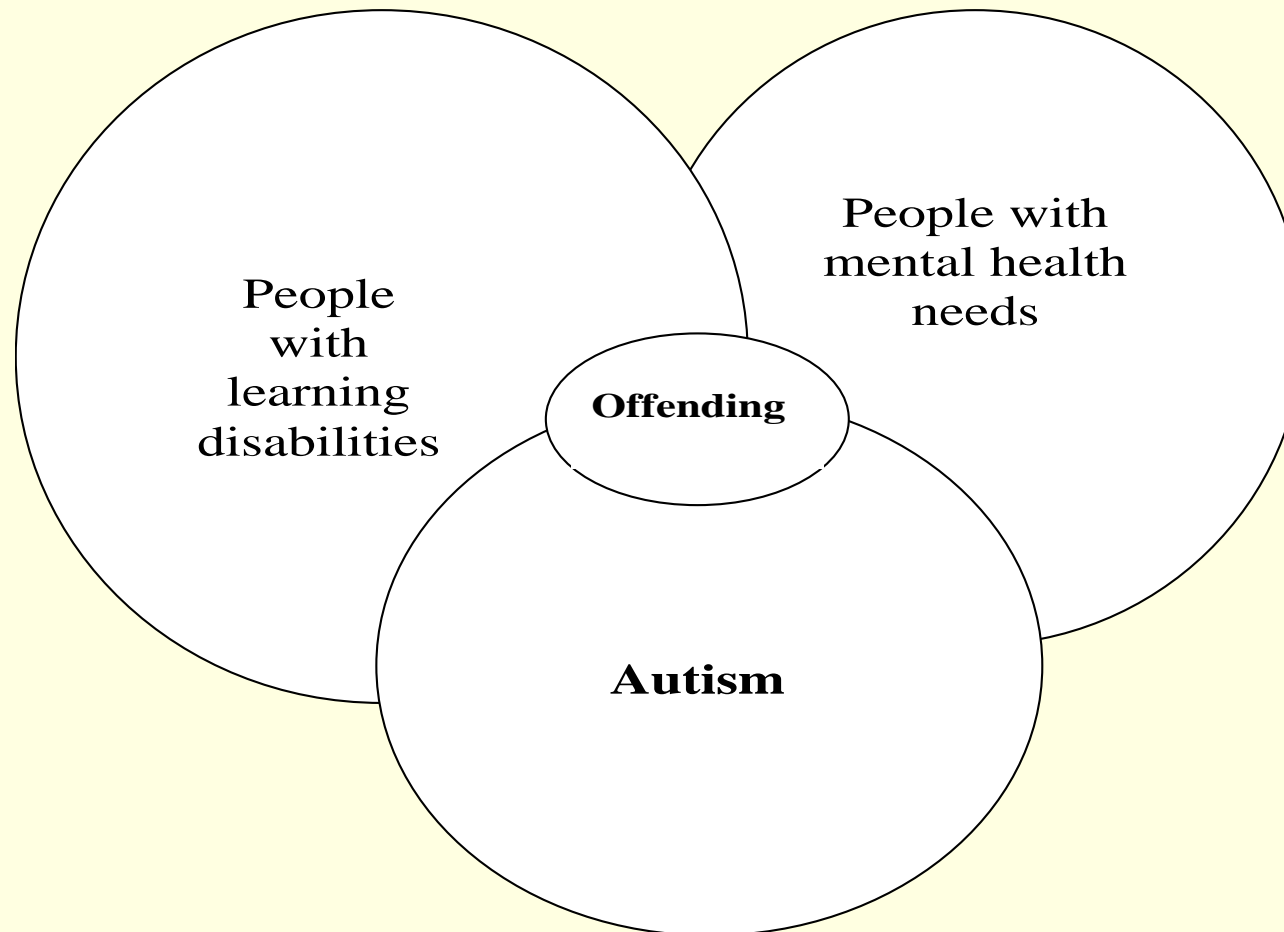 People
with
learning
disabilities
People with
mental health
needs
Offending
Autism